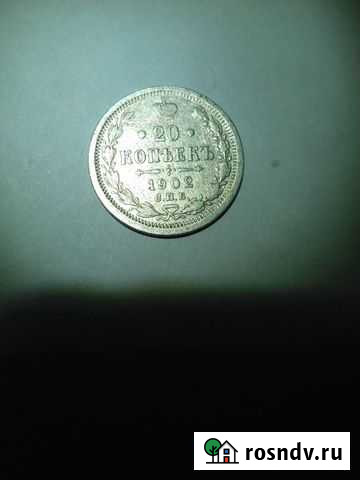 • 20 •
КОПѢЕКЪ
1902
С.П.Б.
rosndv.ru